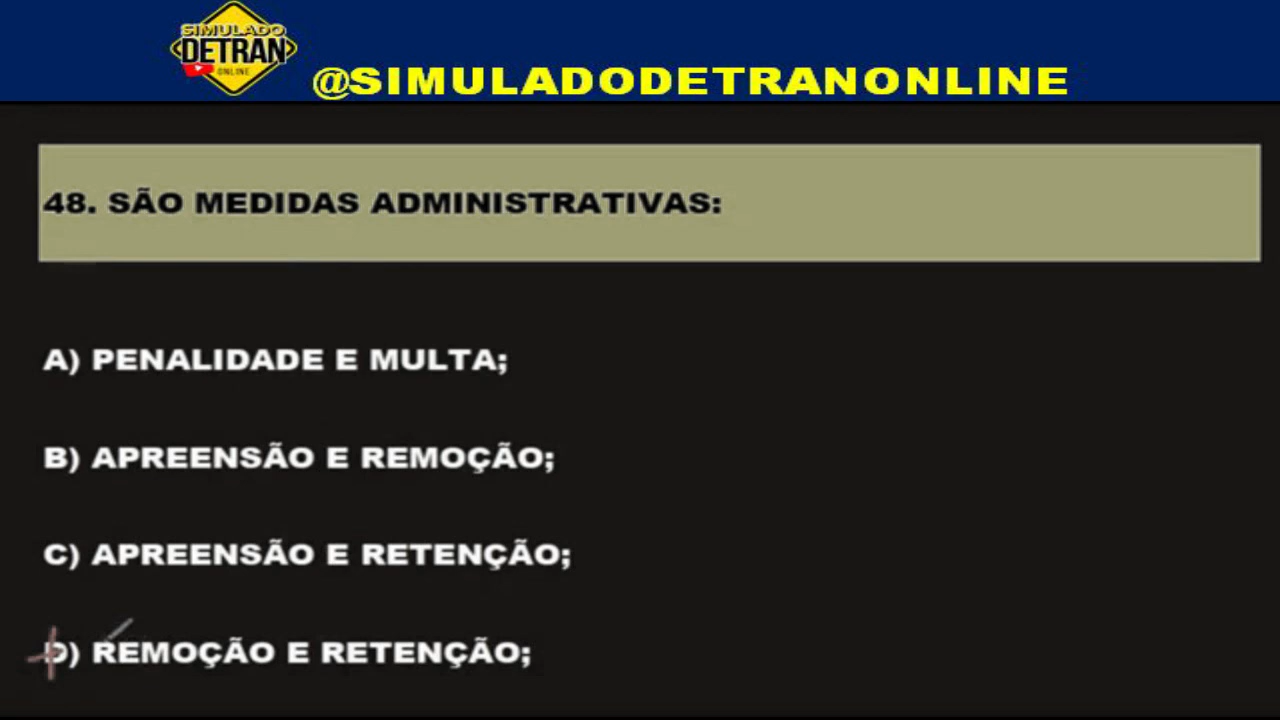 SIMULADO
DETRAN
ONLINE
@SIMULADODETRANONLINE
48. SÃO MEDIDAS ADMINISTRATIVAS:
A) PENALIDADE E MULTA;
B) APREENSÃO E REMOÇÃO;
C) APREENSÃO E RETENÇÃO;
D) REMOÇÃO E RETENÇÃO;